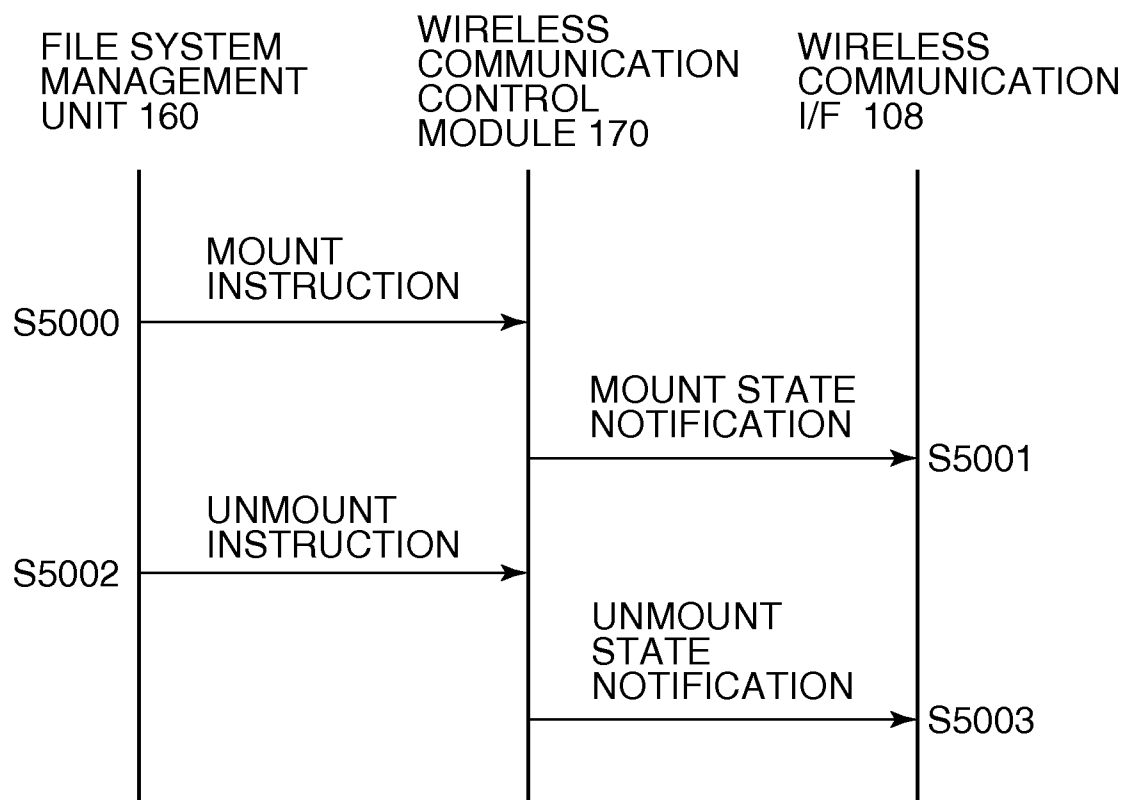 FILE SYSTEM
MANAGEMENT
UNIT 160
WIRELESS
COMMUNICATION
CONTROL
MODULE 170
WIRELESS
COMMUNICATION
I/F 108
MOUNT
INSTRUCTION
S5000
MOUNT STATE
NOTIFICATION
S5001
UNMOUNT
INSTRUCTION
S5002
UNMOUNT
STATE
NOTIFICATION
S5003